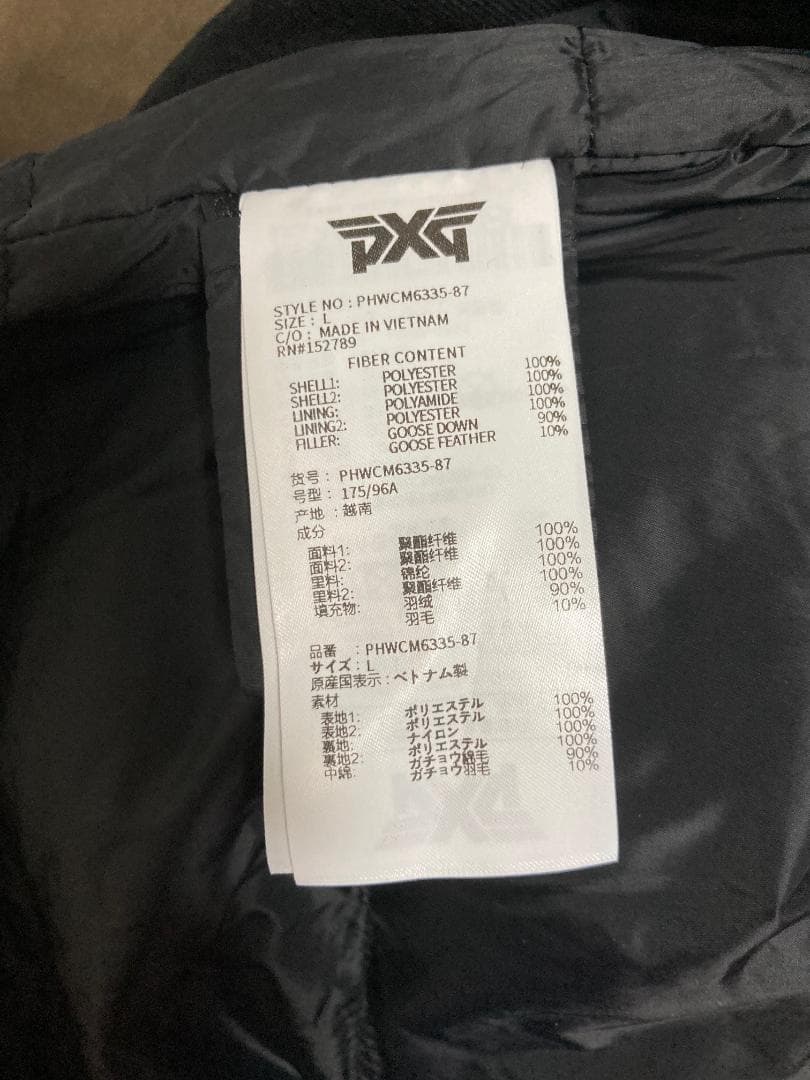 PXG
STYLE NO : PHWCM6335-87
SIZE : L
C/O : MADE IN VIETNAM
RN#152789
FIBER CONTENT
SHELL1: POLYESTER 100%
SHELL2: POLYESTER 100%
LINING: POLYAMIDE 100%
LINING2: POLYESTER 100%
FILLER: GOOSE DOWN 90%
GOOSE FEATHER 10%
货号 : PHWCM6335-87
号型 : 175/96A
产地 : 越南
成分
面料1: 聚酯纤维 100%
面料2: 聚酯纤维 100%
里料: 锦纶 100%
里料2: 聚酯纤维 100%
填充物: 羽绒 90%
羽毛 10%
品番 : PHWCM6335-87
サイズ : L
原産国表示 : ベトナム製
素材
表地1: ポリエステル 100%
表地2: ポリエステル 100%
裏地: ナイロン 100%
裏地2: ポリエステル 100%
中綿: ガチョウ綿毛 90%
ガチョウ羽毛 10%